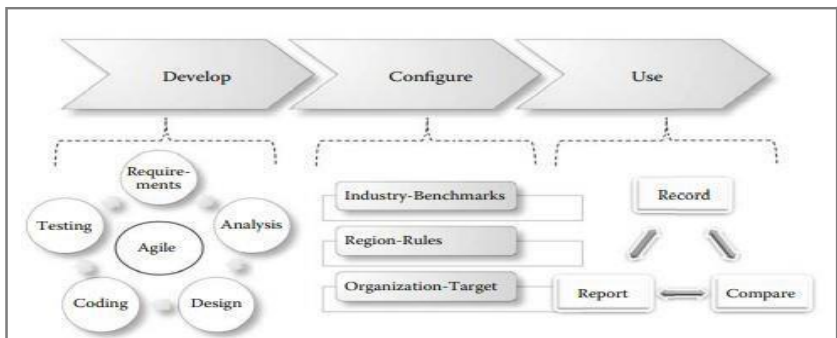 Develop
Configure
Use
Require-
ments
Testing
Analysis
Agile
Coding
Design
Industry-Benchmarks
Region-Rules
Organization-Target
Record
Report
Compare